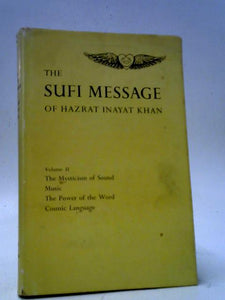 THE
SUFI MESSAGE
OF HAZRAT INAYAT KHAN
Volume II
The Mysticism of Sound
Music
The Power of the Word
Cosmic Language